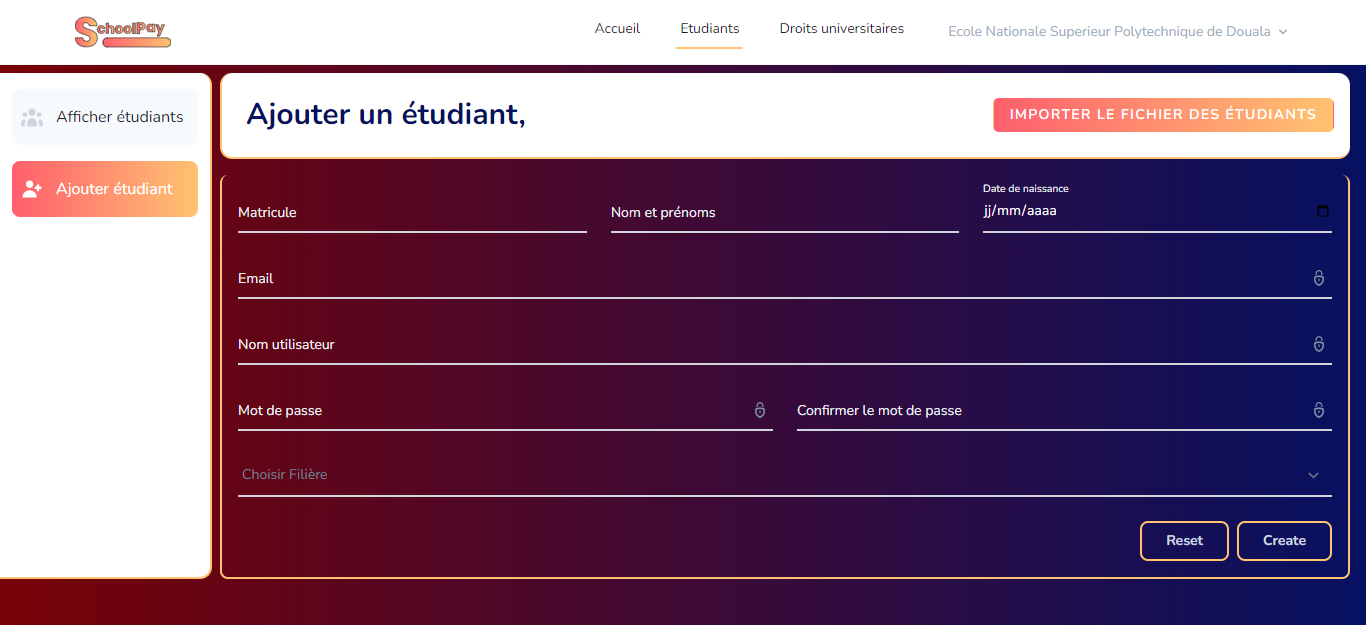 SchoolPay
Accueil
Etudiants
Droits universitaires
Ecole Nationale Superieur Polytechnique de Douala
Afficher étudiants
Ajouter étudiant
Ajouter un étudiant,
IMPORTER LE FICHIER DES ÉTUDIANTS
Matricule
Nom et prénoms
Date de naissance
jj/mm/aaaa
Email
Nom utilisateur
Mot de passe
Confirmer le mot de passe
Choisir Filière
Reset
Create